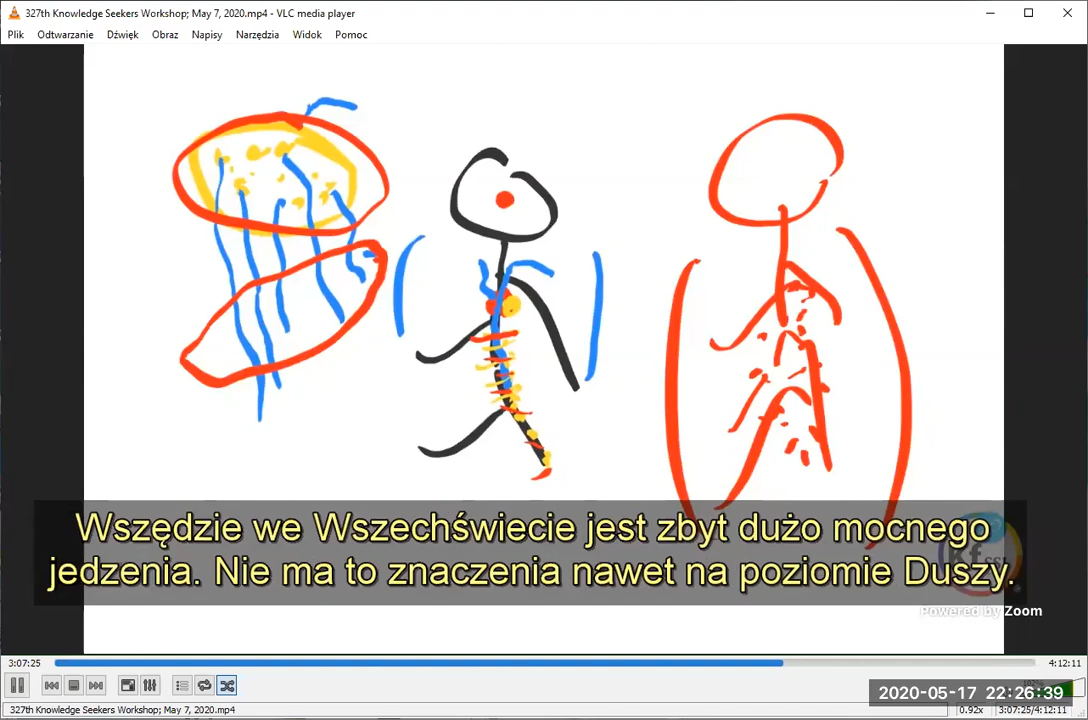 327th Knowledge Seekers Workshop; May 7, 2020.mp4 - VLC media player
Plik Odtwarzanie Dźwięk Obraz Napisy Narzędzia Widok Pomoc
Wszędzie we Wszechświecie jest zbyt dużo mocnego
jedzenia. Nie ma to znaczenia nawet na poziomie Duszy.
Powered by Zoom
3:07:25 4:12:11
2020-05-17 22:26:39
327th Knowledge Seekers Workshop; May 7, 2020.mp4 0.92x 3:07:25/4:12:11